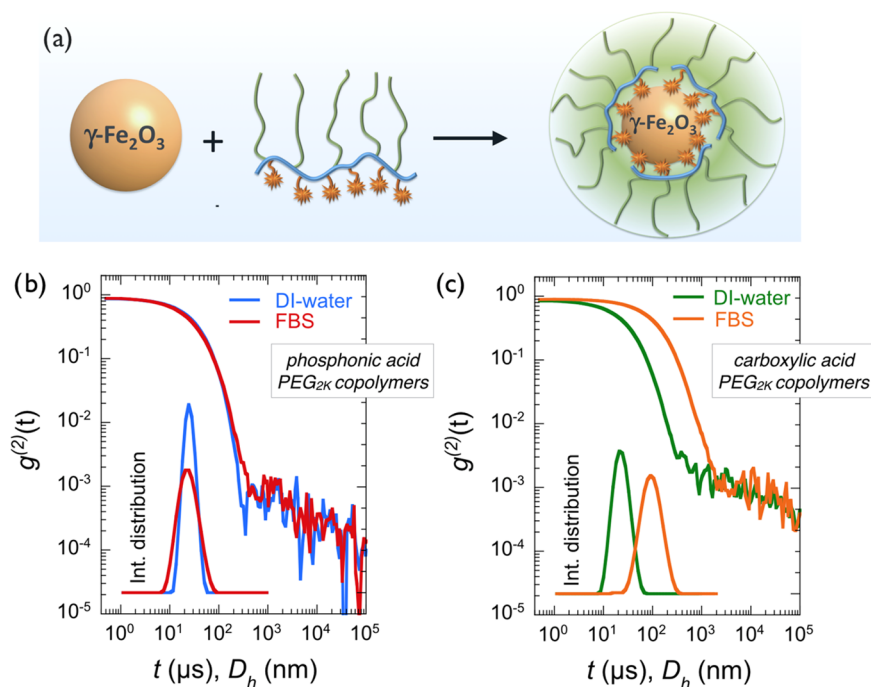 (a)
γ-Fe₂O₃
+
γ-Fe₂O₃
(b)
DI-water
FBS
phosphonic acid
PEG₂ₖ copolymers
g⁽²⁾(t)
Int. distribution
10⁰
10⁻¹
10⁻²
10⁻³
10⁻⁴
10⁻⁵
10⁰ 10¹ 10² 10³ 10⁴ 10⁵
t (µs), Dₕ (nm)
(c)
DI-water
FBS
carboxylic acid
PEG₂ₖ copolymers
g⁽²⁾(t)
Int. distribution
10⁰
10⁻¹
10⁻²
10⁻³
10⁻⁴
10⁻⁵
10⁰ 10¹ 10² 10³ 10⁴ 10⁵
t (µs), Dₕ (nm)